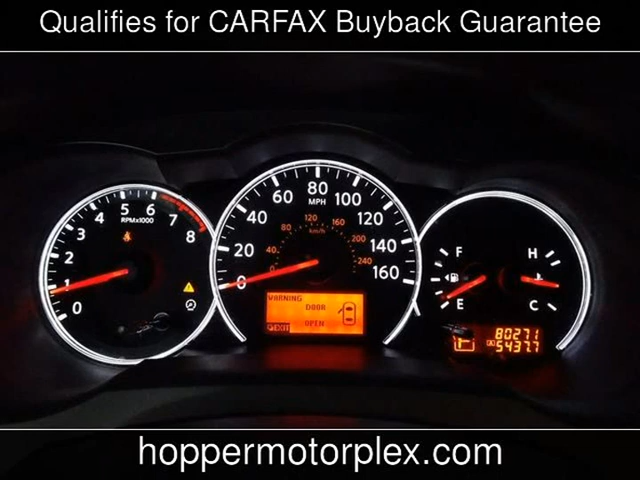 Qualifies for CARFAX Buyback Guarantee
0 1 2 3 4 5 6 7 8
RPMx1000
0 20 40 60 80 100 120 140 160
MPH
0 40 80 120 160 200 240
km/h
WARNING
DOOR
OPEN
EXIT
F
E
H
C
80271
A 5437.7
hoppermotorplex.com